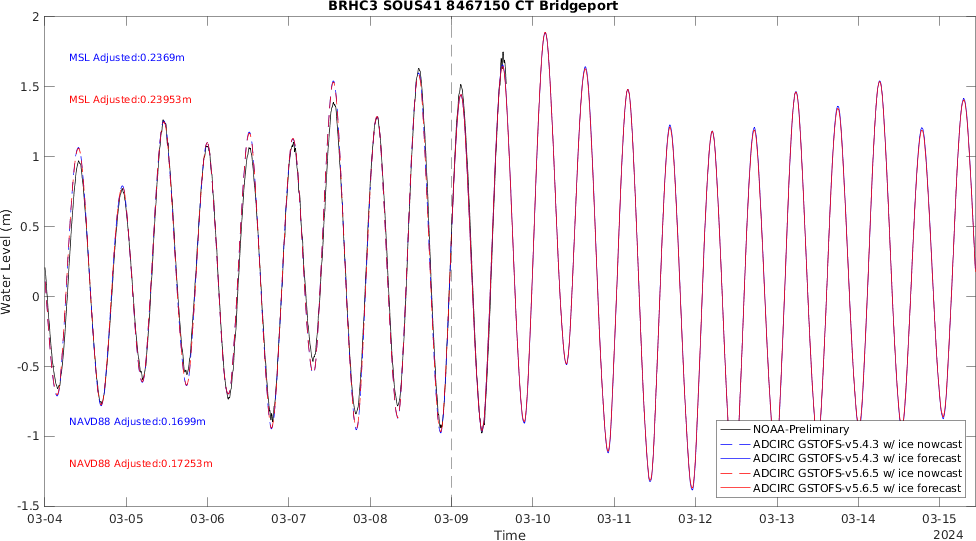 BRHC3 SOUS41 8467150 CT Bridgeport
2
1.5
1
0.5
0
-0.5
-1
-1.5
Water Level (m)
MSL Adjusted:0.2369m
MSL Adjusted:0.23953m
NAVD88 Adjusted:0.1699m
NAVD88 Adjusted:0.17253m
NOAA-Preliminary
ADCIRC GSTOFS-v5.4.3 w/ ice nowcast
ADCIRC GSTOFS-v5.4.3 w/ ice forecast
ADCIRC GSTOFS-v5.6.5 w/ ice nowcast
ADCIRC GSTOFS-v5.6.5 w/ ice forecast
03-04 03-05 03-06 03-07 03-08 03-09 03-10 03-11 03-12 03-13 03-14 03-15
Time
2024